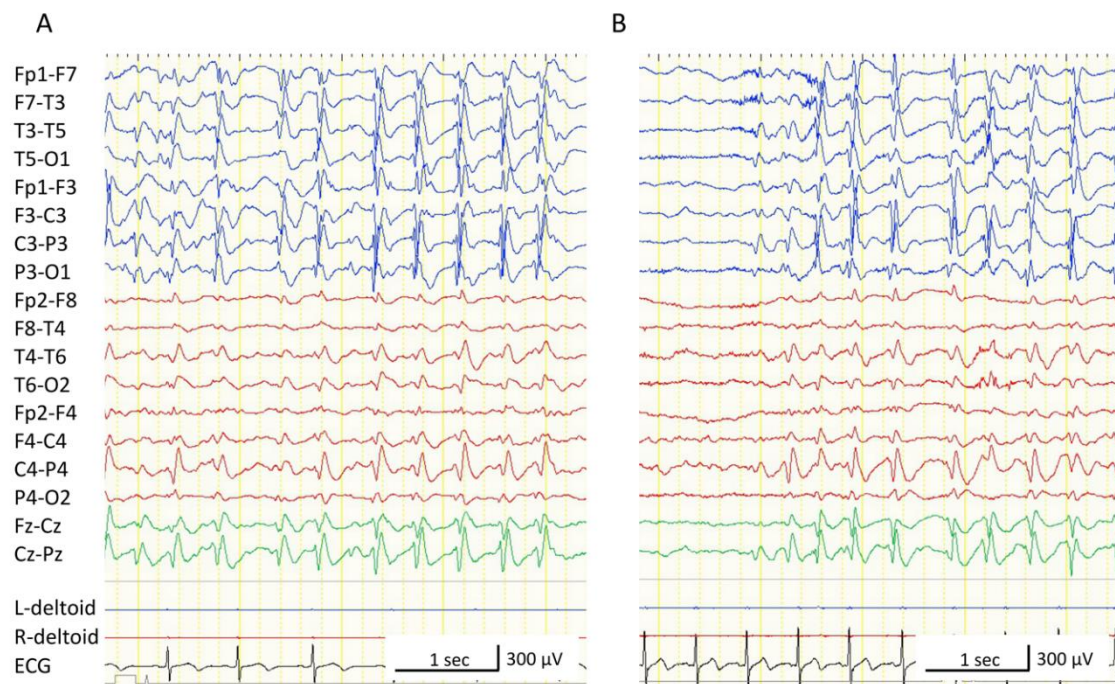 A B
Fp1-F7
F7-T3
T3-T5
T5-O1
Fp1-F3
F3-C3
C3-P3
P3-O1
Fp2-F8
F8-T4
T4-T6
T6-O2
Fp2-F4
F4-C4
C4-P4
P4-O2
Fz-Cz
Cz-Pz
L-deltoid
R-deltoid
ECG 1 sec 300 μV 1 sec 300 μV